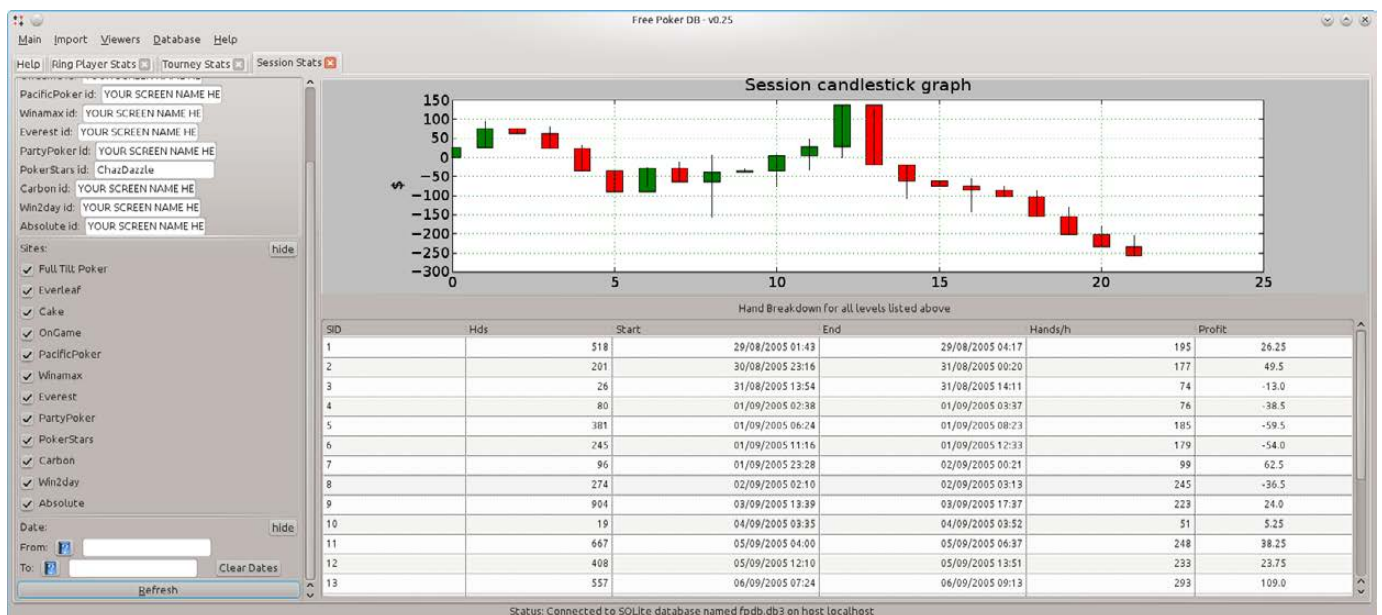 Free Poker DB - v0.25
Main Import Viewers Database Help
Help Ring Player Stats Tourney Stats Session Stats
PacificPoker id: YOUR SCREEN NAME HE
Winamax id: YOUR SCREEN NAME HE
Everest id: YOUR SCREEN NAME HE
PartyPoker id: YOUR SCREEN NAME HE
PokerStars id: ChazDazzle
Carbon id: YOUR SCREEN NAME HE
Win2day id: YOUR SCREEN NAME HE
Absolute id: YOUR SCREEN NAME HE
Sites: hide
Full Tilt Poker
Everleaf
Cake
OnGame
PacificPoker
Winamax
Everest
PartyPoker
PokerStars
Carbon
Win2day
Absolute
Date: hide
From:
To: Clear Dates
Refresh
Session candlestick graph
150
100
50
0
−50
−100
−150
−200
−250
−300
$
0 5 10 15 20 25
Hand Breakdown for all levels listed above
SID Hds Start End Hands/h Profit
1 518 29/08/2005 01:43 29/08/2005 04:17 195 26.25
2 201 30/08/2005 23:16 31/08/2005 00:20 177 49.5
3 26 31/08/2005 13:54 31/08/2005 14:11 74 -13.0
4 80 01/09/2005 02:38 01/09/2005 03:37 76 -38.5
5 381 01/09/2005 06:24 01/09/2005 08:23 185 -59.5
6 245 01/09/2005 11:16 01/09/2005 12:33 179 -54.0
7 96 01/09/2005 23:28 02/09/2005 00:21 99 62.5
8 274 02/09/2005 02:10 02/09/2005 03:13 245 -36.5
9 904 03/09/2005 13:39 03/09/2005 17:37 223 24.0
10 19 04/09/2005 03:35 04/09/2005 03:52 51 5.25
11 667 05/09/2005 04:00 05/09/2005 06:37 248 38.25
12 408 05/09/2005 12:10 05/09/2005 13:51 233 23.75
13 557 06/09/2005 07:24 06/09/2005 09:13 293 109.0
Status: Connected to SQLite database named fpdb.db3 on host localhost